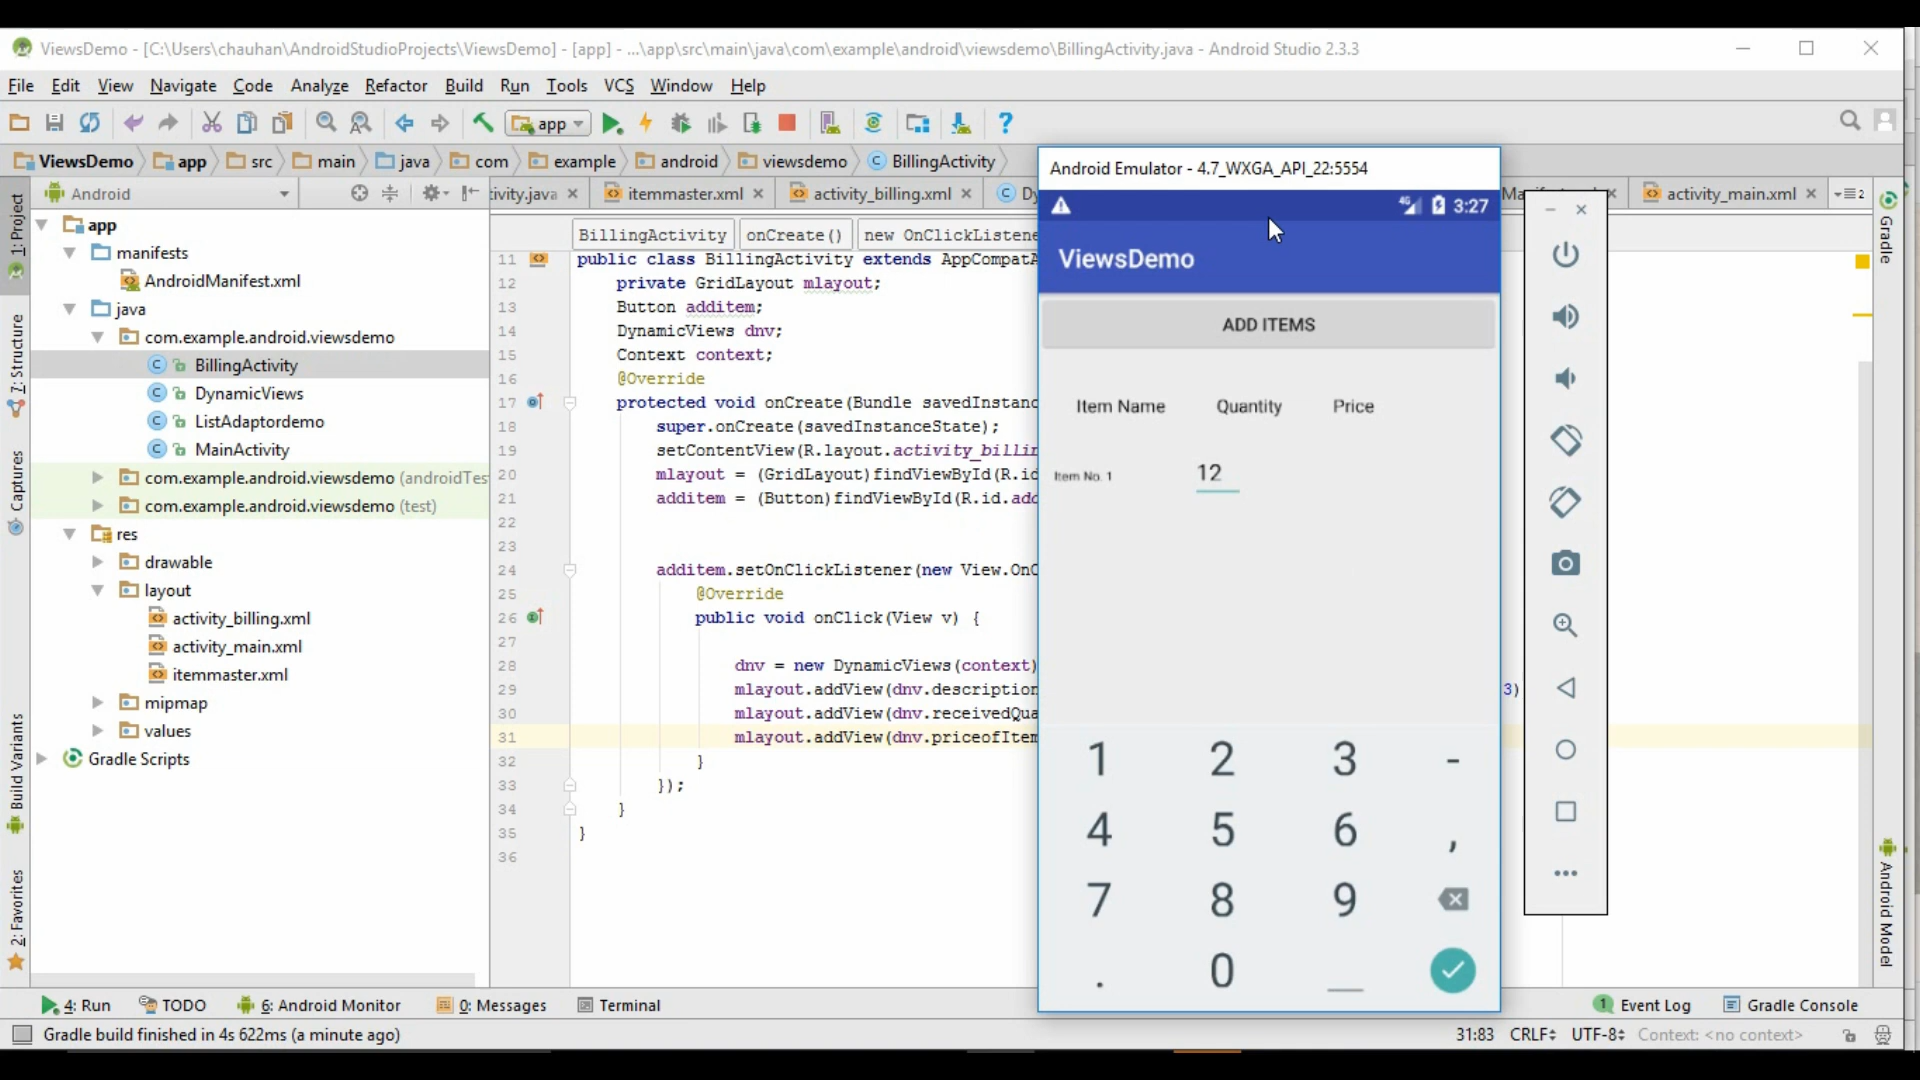 ViewsDemo - [C:\Users\chauhan\AndroidStudioProjects\ViewsDemo] - [app] - ...\app\src\main\java\com\example\android\viewsdemo\BillingActivity.java - Android Studio 2.3.3
File Edit View Navigate Code Analyze Refactor Build Run Tools VCS Window Help
app
ViewsDemo app src main java com example android viewsdemo BillingActivity
Android
tivity.java itemmaster.xml activity_billing.xml Dy activity_main.xml 2
1: Project
7: Structure
Captures
Build Variants
2: Favorites
app
manifests
AndroidManifest.xml
java
com.example.android.viewsdemo
BillingActivity
DynamicViews
ListAdaptordemo
MainActivity
com.example.android.viewsdemo (androidTes
com.example.android.viewsdemo (test)
res
drawable
layout
activity_billing.xml
activity_main.xml
itemmaster.xml
mipmap
values
Gradle Scripts
BillingActivity onCreate() new OnClickListene
11 public class BillingActivity extends AppCompatA
12 private GridLayout mlayout;
13 Button additem;
14 DynamicViews dnv;
15 Context context;
16 @Override
17 protected void onCreate(Bundle savedInstanc
18 super.onCreate(savedInstanceState);
19 setContentView(R.layout.activity_billin
20 mlayout = (GridLayout)findViewById(R.id
21 additem = (Button)findViewById(R.id.add
22
23
24 additem.setOnClickListener(new View.OnC
25 @Override
26 public void onClick(View v) {
27
28 dnv = new DynamicViews(context)
29 mlayout.addView(dnv.description 3)
30 mlayout.addView(dnv.receivedQua
31 mlayout.addView(dnv.priceofItem
32 }
33 });
34 }
35 }
36
Android Emulator - 4.7_WXGA_API_22:5554
4G 3:27
ViewsDemo
ADD ITEMS
Item Name Quantity Price
Item No. 1 12
1 2 3 -
4 5 6 ,
7 8 9
. 0 _
Gradle
Android Model
4: Run TODO 6: Android Monitor 0: Messages Terminal 1 Event Log Gradle Console
Gradle build finished in 4s 622ms (a minute ago) 31:83 CRLF UTF-8 Context: <no context>